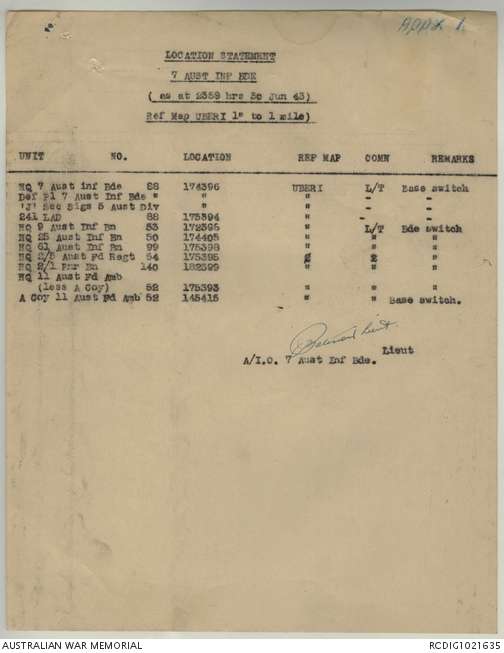 APPX 1.
LOCATION STATEMENT
7 AUST INF BDE
( as at 2359 hrs 30 Jun 43)
Ref Map UBERI 1" to 1 mile)
UNIT NO. LOCATION REF MAP COMN REMARKS
HQ 7 Aust inf Bde 88 174396 UBERI L/T Base switch
Def Pl 7 Aust Inf Bde " " " - -
'J' Sec Sigs 5 Aust Div " " - -
241 LAD 88 175394 " - -
HQ 9 Aust Inf Bn 53 172395 " L/T Bde switch
HQ 25 Aust Inf Bn 50 174405 " " "
HQ 61 Aust Inf Bn 99 175398 " " "
HQ 2/5 Aust Fd Regt 54 175395 " "
HQ 2/1 Pnr Bn 140 182399 " " "
HQ 11 Aust Fd Amb
(less A Coy) 52 175393 " " "
A Coy 11 Aust Fd Amb 52 145415 " " Base switch.
Lieut
A/I.O. 7 Aust Inf Bde.
AUSTRALIAN WAR MEMORIAL
RCDIG1021635